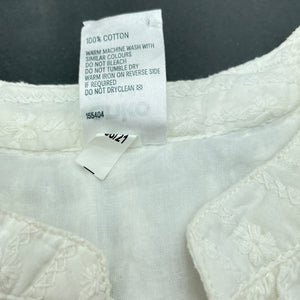 100% COTTON
WARM MACHINE WASH WITH
SIMILAR COLOURS
DO NOT BLEACH
DO NOT TUMBLE DRY
WARM IRON ON REVERSE SIDE
IF REQUIRED
DO NOT DRYCLEAN ⊠
155404